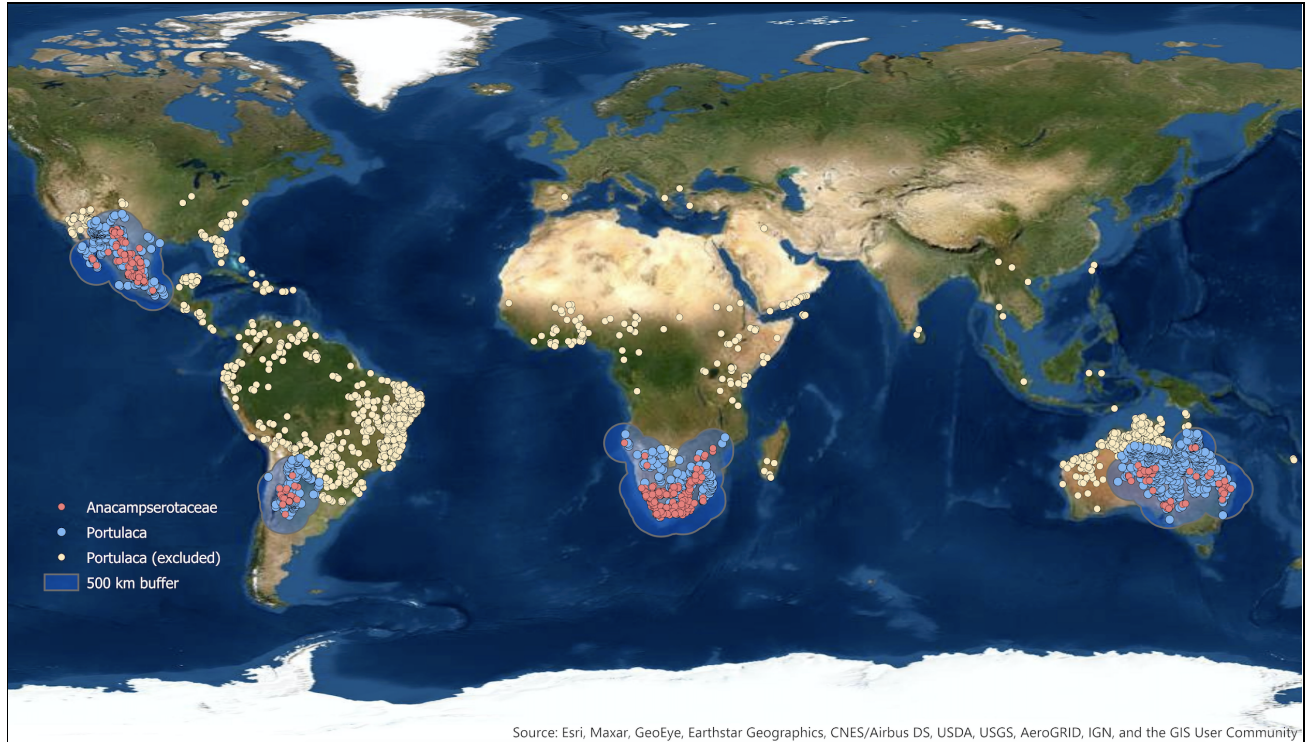 Anacampserotaceae
Portulaca
Portulaca (excluded)
500 km buffer
Source: Esri, Maxar, GeoEye, Earthstar Geographics, CNES/Airbus DS, USDA, USGS, AeroGRID, IGN, and the GIS User Community